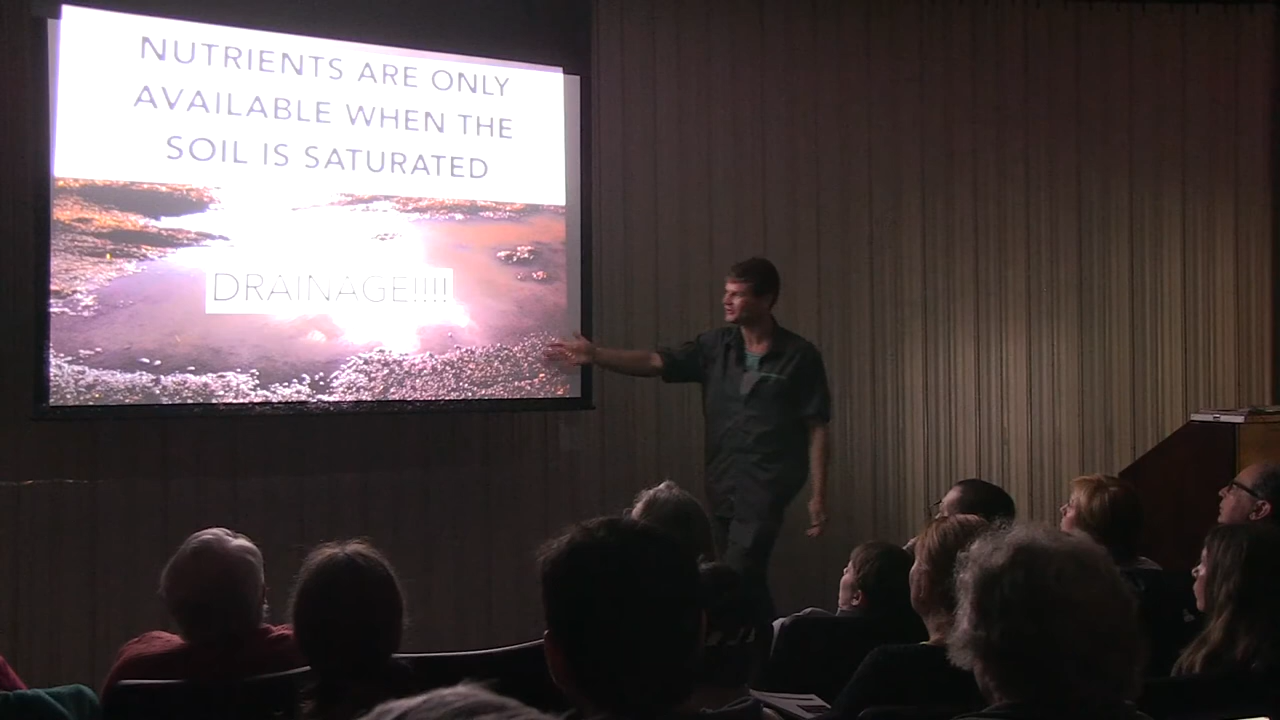 NUTRIENTS ARE ONLY
AVAILABLE WHEN THE
SOIL IS SATURATED
DRAINAGE!!!!